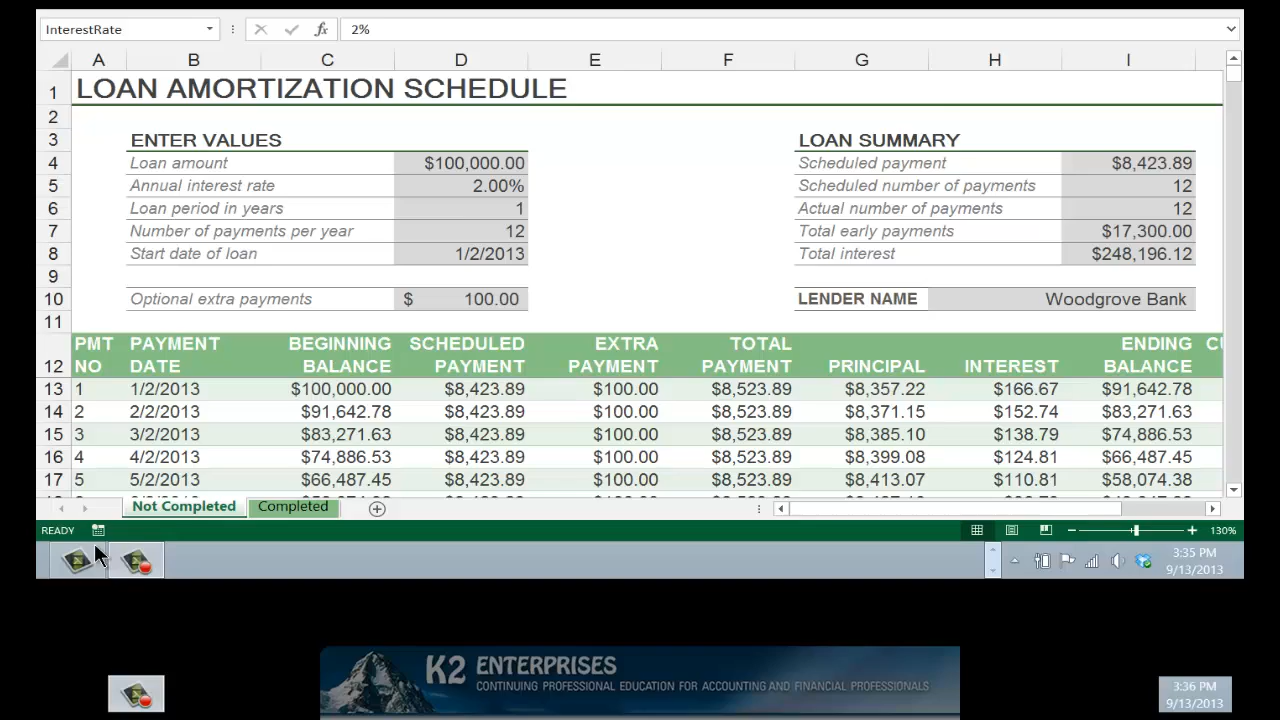 InterestRate fx 2%
A B C D E F G H I
1 LOAN AMORTIZATION SCHEDULE
2
3 ENTER VALUES LOAN SUMMARY
4 Loan amount $100,000.00 Scheduled payment $8,423.89
5 Annual interest rate 2.00% Scheduled number of payments 12
6 Loan period in years 1 Actual number of payments 12
7 Number of payments per year 12 Total early payments $17,300.00
8 Start date of loan 1/2/2013 Total interest $248,196.12
9
10 Optional extra payments $ 100.00 LENDER NAME Woodgrove Bank
11
PMT PAYMENT BEGINNING SCHEDULED EXTRA TOTAL ENDING CU
12 NO DATE BALANCE PAYMENT PAYMENT PAYMENT PRINCIPAL INTEREST BALANCE
13 1 1/2/2013 $100,000.00 $8,423.89 $100.00 $8,523.89 $8,357.22 $166.67 $91,642.78
14 2 2/2/2013 $91,642.78 $8,423.89 $100.00 $8,523.89 $8,371.15 $152.74 $83,271.63
15 3 3/2/2013 $83,271.63 $8,423.89 $100.00 $8,523.89 $8,385.10 $138.79 $74,886.53
16 4 4/2/2013 $74,886.53 $8,423.89 $100.00 $8,523.89 $8,399.08 $124.81 $66,487.45
17 5 5/2/2013 $66,487.45 $8,423.89 $100.00 $8,523.89 $8,413.07 $110.81 $58,074.38
Not Completed Completed
READY 130%
3:35 PM
9/13/2013
K2 ENTERPRISES
CONTINUING PROFESSIONAL EDUCATION FOR ACCOUNTING AND FINANCIAL PROFESSIONALS
3:36 PM
9/13/2013